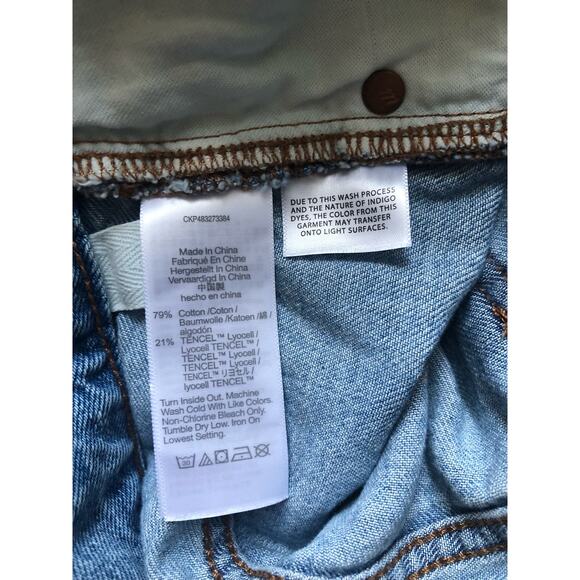 CKP483273384
Made In China
Fabriqué En Chine
Hergestellt In China
Vervaardigd In China
中国製
hecho en china
79% Cotton /Coton /
Baumwolle /Katoen /綿 /
algodón
21% TENCEL™ Lyocell /
Lyocell TENCEL™ /
TENCEL™ Lyocell /
TENCEL™ Lyocell /
TENCEL™ リヨセル /
lyocell TENCEL™
Turn Inside Out. Machine
Wash Cold With Like Colors.
Non-Chlorine Bleach Only.
Tumble Dry Low. Iron On
Lowest Setting.
30
DUE TO THIS WASH PROCESS
AND THE NATURE OF INDIGO
DYES, THE COLOR FROM THIS
GARMENT MAY TRANSFER
ONTO LIGHT SURFACES.